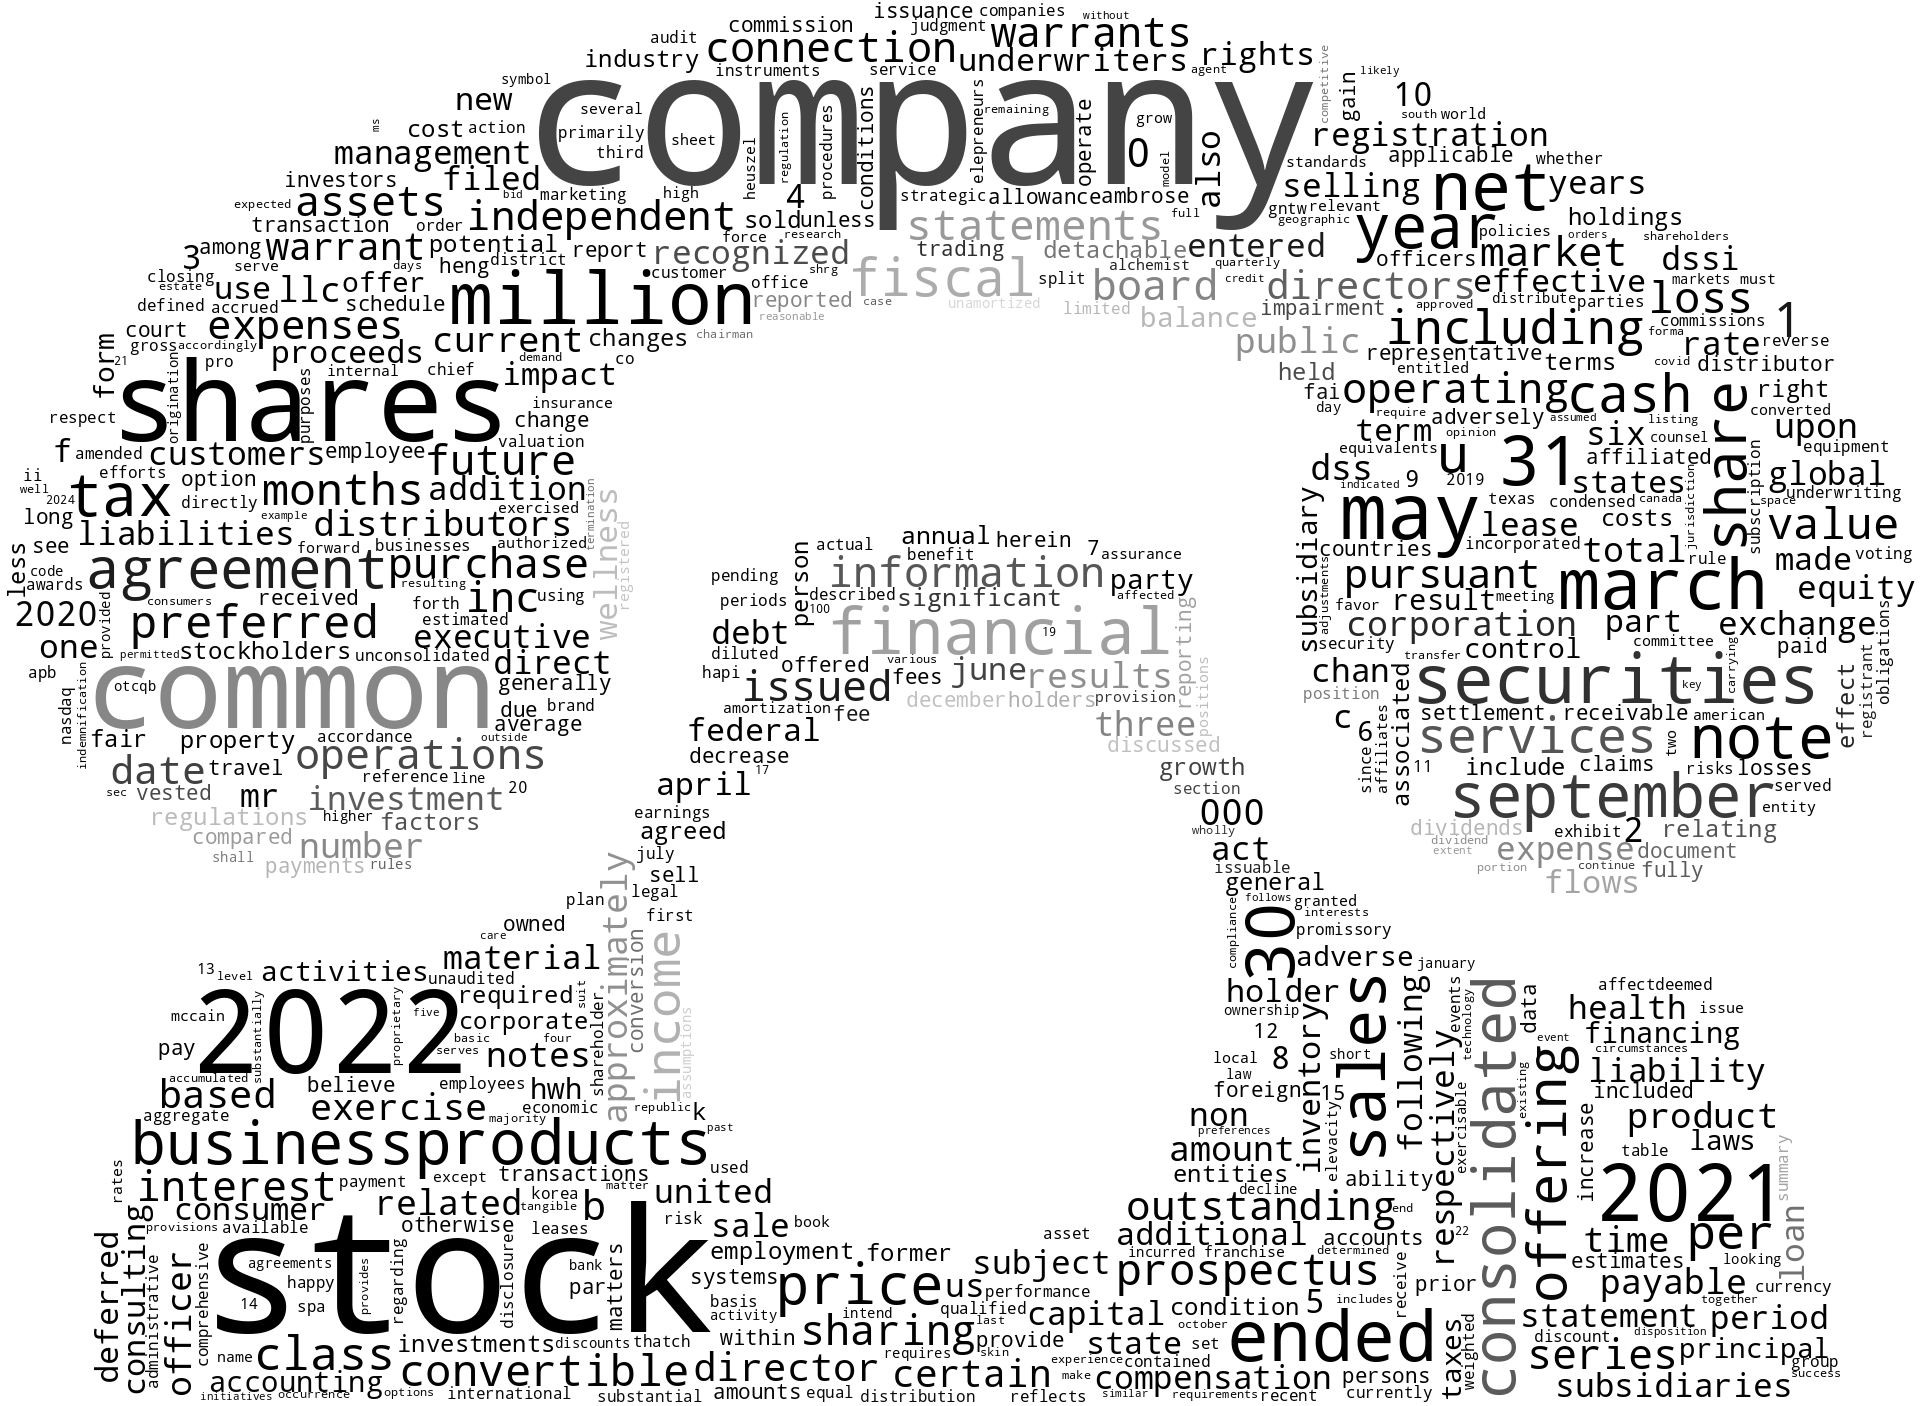 issuance companies without
commission judgment warrants
audit connection underwriters rights
industry instruments service agent competitive likely
symbol company gain
new several remaining 10
ms cost action primarily sheet regulation procedures conditions elepreneurs operate grow 0 also south world
management third heuszel model registration
investors filed marketing high 4 strategic allowance ambrose standards applicable whether
expected assets bid sold unless full selling net years
transaction order independent force research statements gntw relevant geographic holdings
3 among warrant potential report recognized trading detachable entered year policies orders shareholders
closing serve days heng district customer shrg fiscal split alchemist quarterly officers market dssi
estate use llc offer million office case unamortized board credit directors effective markets must
defined accrued schedule reported limited impairment approved distribute parties loss
court expenses current changes reasonable chairman balance including commissions 1
form gross accordingly proceeds demand co public representative terms forma rate reverse
21 pro internal chief impact held entitled covid distributor
shares origination purposes insurance fai operating cash share right
respect change day require adversely assumed listing converted
f amended customers employee valuation term opinion six counsel upon
ii efforts option future equivalents u 31 affiliated equipment
well 2024 tax directly months addition dss indicated 9 2019 states jurisdiction subscription global
long example exercised termination wellness texas condensed canada space underwriting
liabilities distributors registered subsidiary may lease costs value
less see forward businesses authorized person actual annual herein 7 countries incorporated total rule made voting
code agreement purchase pending benefit information assurance party
awards resulting described significant affected pursuant march equity
2020 provided consumers received forth inc using periods 100 adjustments favor result meeting
preferred estimated debt financial 19 reporting corporation part exchange obligations
one permitted stockholders executive diluted security committee paid
apb common unconsolidated direct hapi offered various june results positions transfer control carrying
otcqb generally issued fees chand securities key effect registrant
nasdaq indemnification due brand amortization december holders provision position
fair property accordance average fee three c associated settlement receivable american
date travel operations outside federal discussed since 6 affiliates services two note
sec vested reference line decrease 17 growth 11 include claims risks losses
mr investment 20 april section september served
regulations higher factors earnings 000 entity
compared number agreed wholly dividends exhibit 2 relating
shall payments rules july act dividend extent expense document
approximately sell issuable portion continue fully
plan legal general flows
owned first 30 follows granted
care income compliance interests
material conversion promissory
13 level activities unaudited adverse january
2022 required suit holder sales following consolidated affect deemed
mccain substantially proprietary five corporate shareholder ownership events data health issue
pay basic four assumptions 12 technology offering event financing
serves notes local 8 inventory short respectively circumstances
accumulated believe employees hwh law liability
based exercise economic republic k foreign 15 existing included
aggregate majority non exercisable increase product
business products past preferences elevacity laws
rates except transactions used amount table summary
interest payment matter entities ability 2021
consumer related korea tangible b united decline loan
provisions available otherwise leases risk sale book outstanding end
consulting stock asset additional accounts 22 time per
deferred officer comprehensive agreements regarding disclosures matters bank employment former subject incurred franchise determined estimates looking
administrative happy provides par systems price us performance prospectus receive prior payable currency
14 spa basis intend qualified capital condition 5 includes together
activity last october statement period
name class investments discounts thatch within sharing provide state set ended taxes weighted discount disposition
accounting convertible director requires skin experience contained series principal group
initiatives occurrence options international substantial amounts equal certain make compensation persons subsidiaries success
distribution reflects similar requirements recent currently